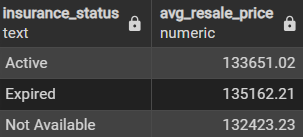 insurance_status avg_resale_price
text numeric
Active 133651.02
Expired 135162.21
Not Available 132423.23